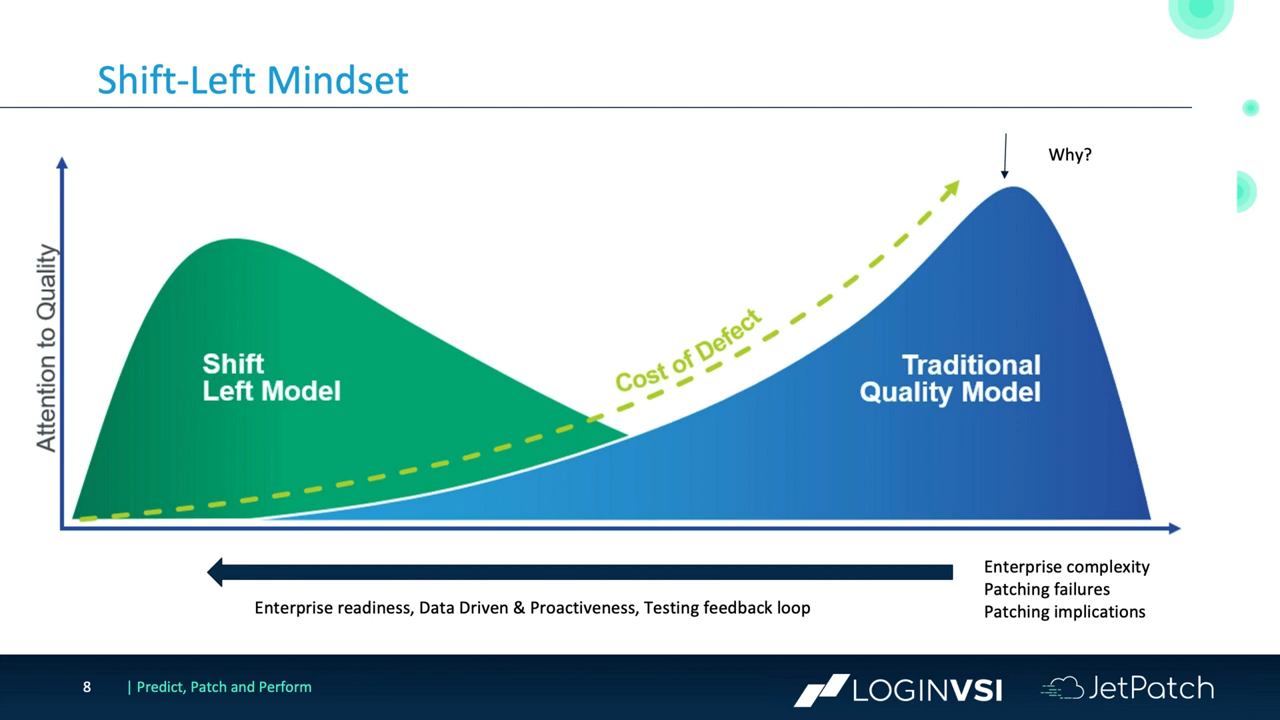 Shift-Left Mindset
Why?
Attention to Quality
Shift
Left Model
Cost of Defect
Traditional
Quality Model
Enterprise complexity
Patching failures
Patching implications
Enterprise readiness, Data Driven & Proactiveness, Testing feedback loop
8
| Predict, Patch and Perform
LOGINVSI
JetPatch